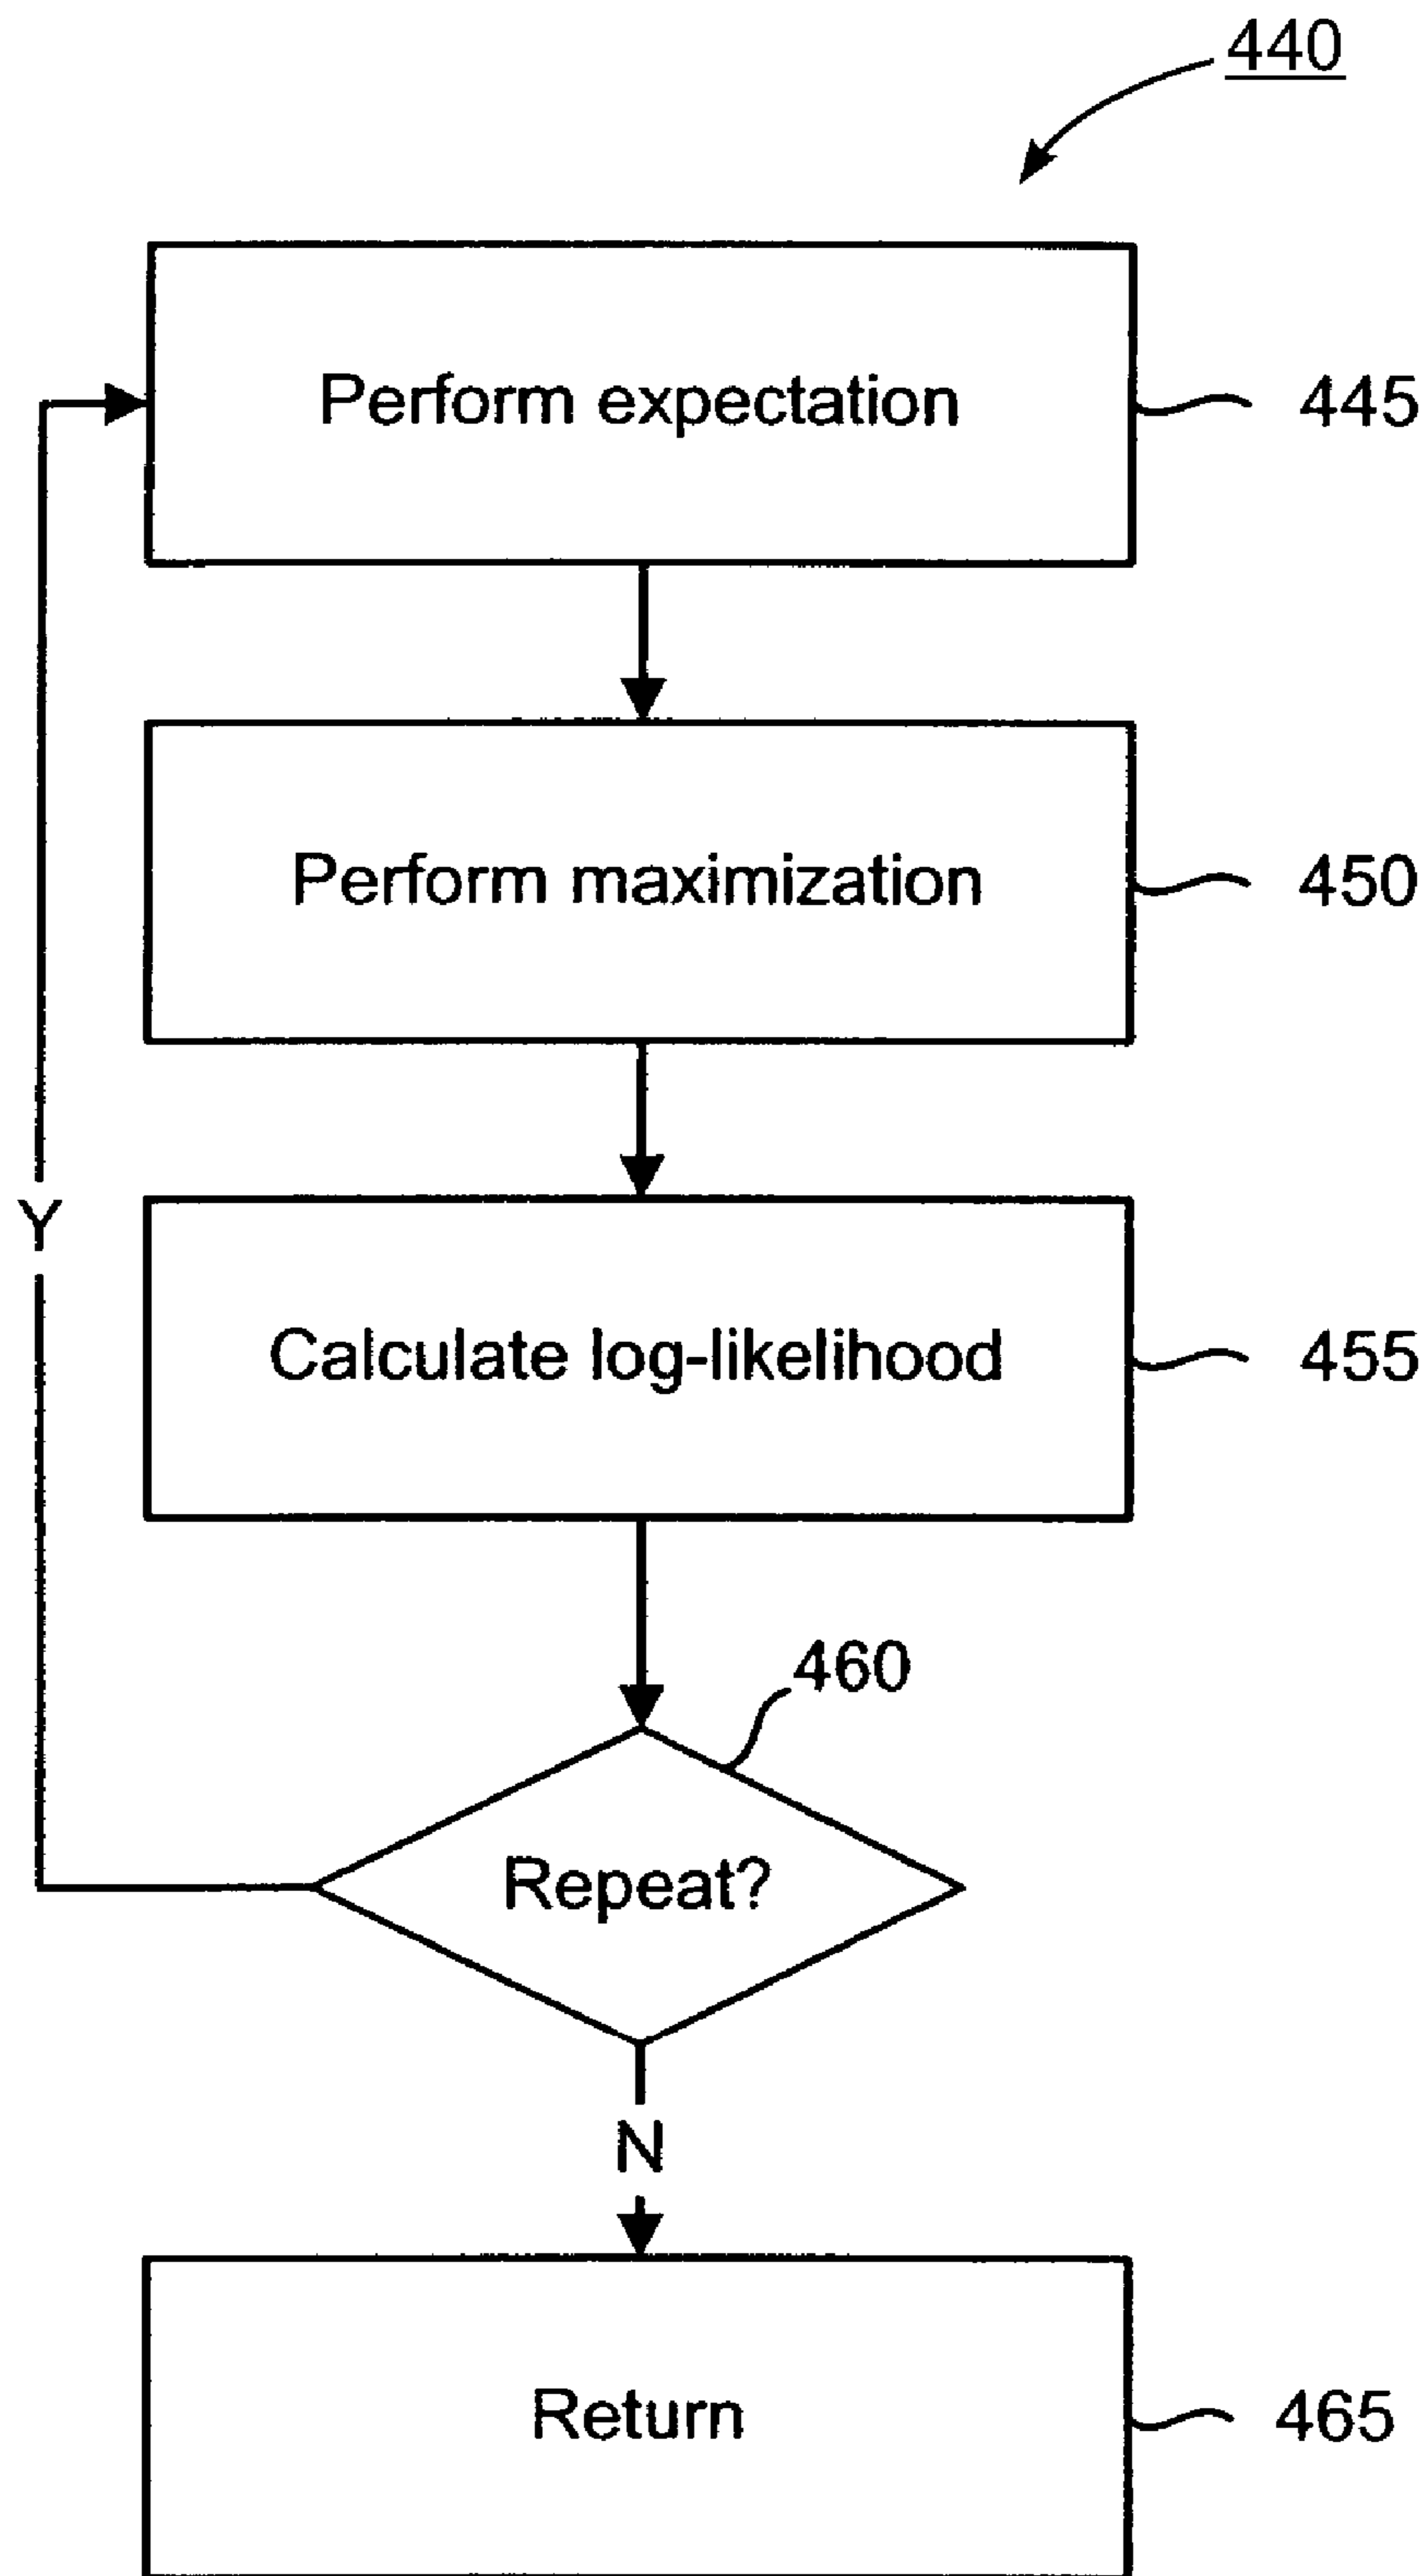 440
Perform expectation
445
Perform maximization
450
Y
Calculate log-likelihood
455
460
Repeat?
N
Return
465